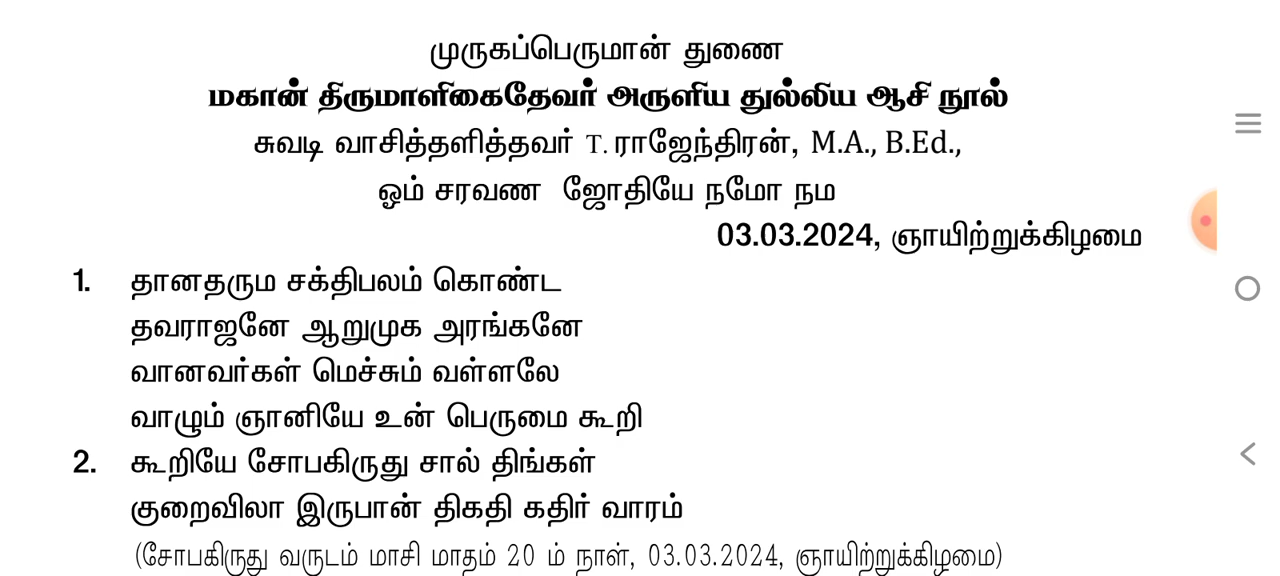 முருகப்பெருமான் துணை
மகான் திருமாளிகைதேவர் அருளிய துல்லிய ஆசி நூல்
சுவடி வாசித்தளித்தவர் T. ராஜேந்திரன், M.A., B.Ed.,
ஓம் சரவண ஜோதியே நமோ நம
03.03.2024, ஞாயிற்றுக்கிழமை
1. தானதரும சக்திபலம் கொண்ட
தவராஜனே ஆறுமுக அரங்கனே
வானவர்கள் மெச்சும் வள்ளலே
வாழும் ஞானியே உன் பெருமை கூறி
2. கூறியே சோபகிருது சால் திங்கள்
குறைவிலா இருபான் திகதி கதிர் வாரம்
(சோபகிருது வருடம் மாசி மாதம் 20 ம் நாள், 03.03.2024, ஞாயிற்றுக்கிழமை)